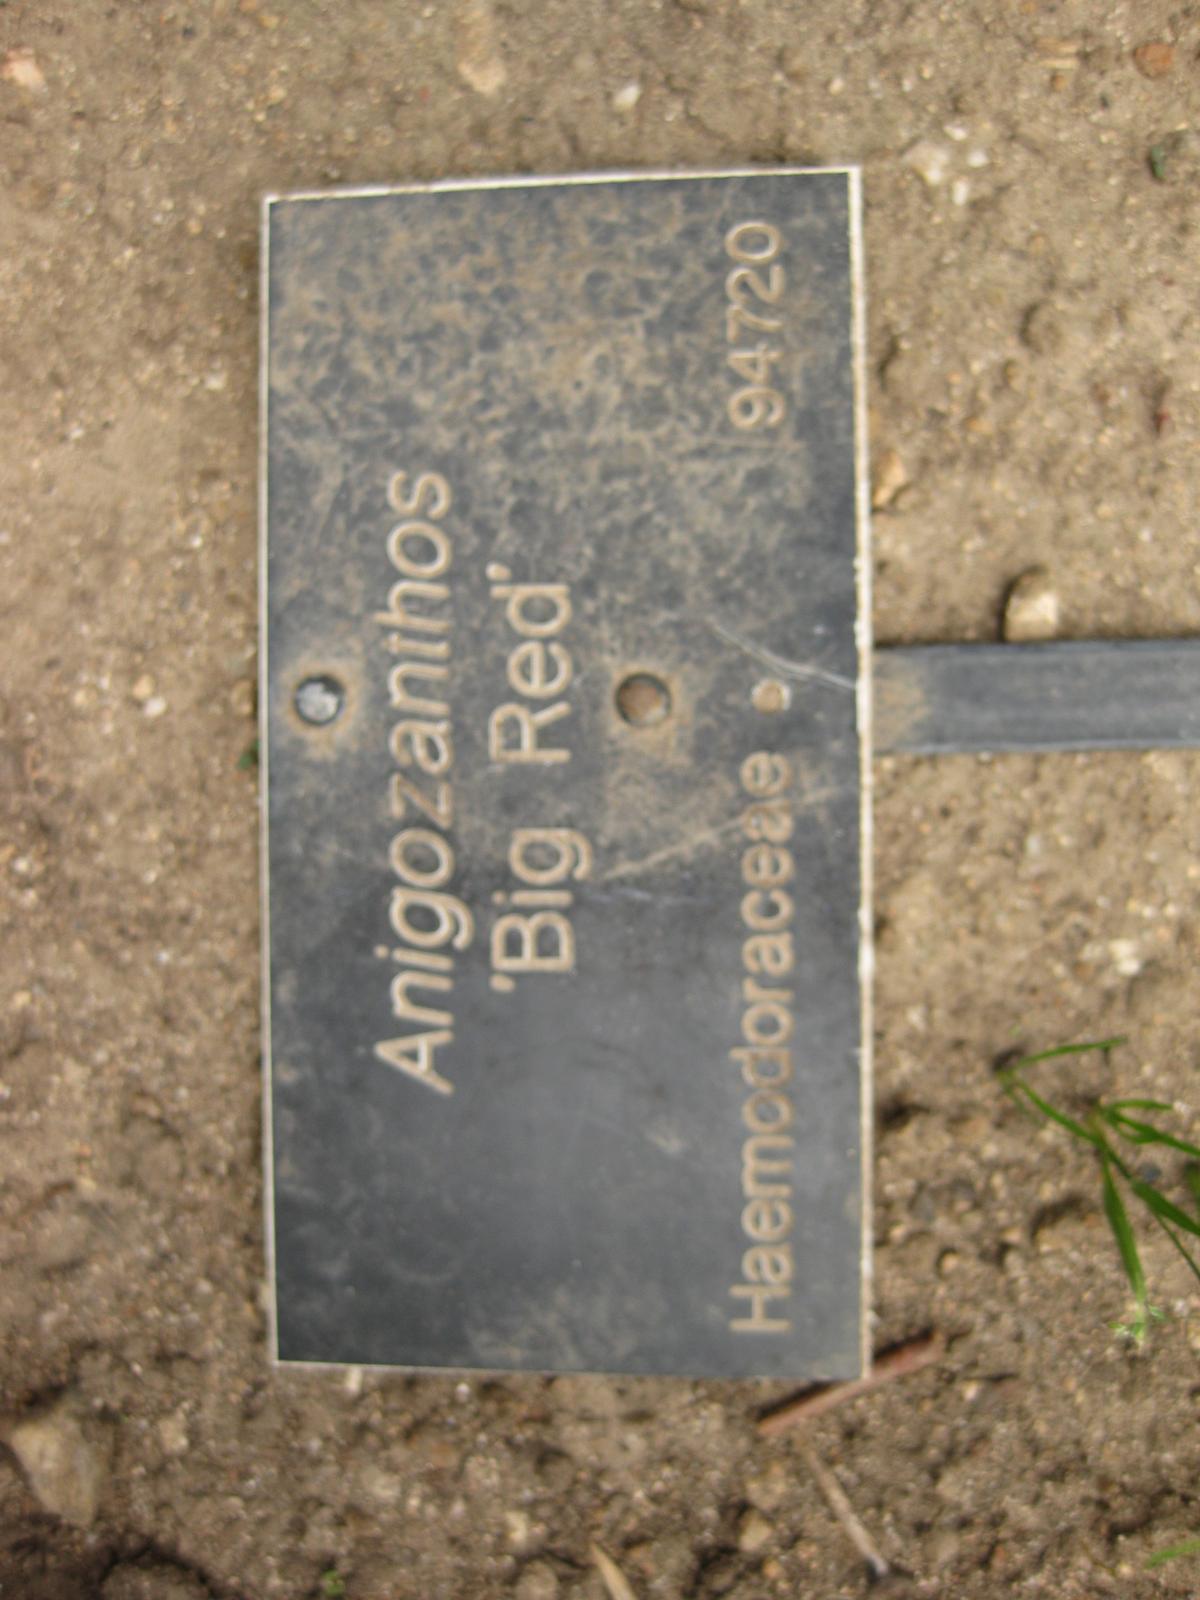 Anigozanthos
'Big Red'
Haemodoraceae 94720